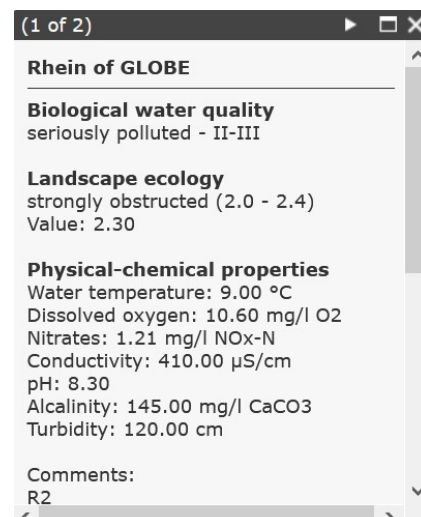 (1 of 2)
Rhein of GLOBE
Biological water quality
seriously polluted - II-III
Landscape ecology
strongly obstructed (2.0 - 2.4)
Value: 2.30
Physical-chemical properties
Water temperature: 9.00 °C
Dissolved oxygen: 10.60 mg/l O2
Nitrates: 1.21 mg/l NOx-N
Conductivity: 410.00 µS/cm
pH: 8.30
Alcalinity: 145.00 mg/l CaCO3
Turbidity: 120.00 cm
Comments:
R2